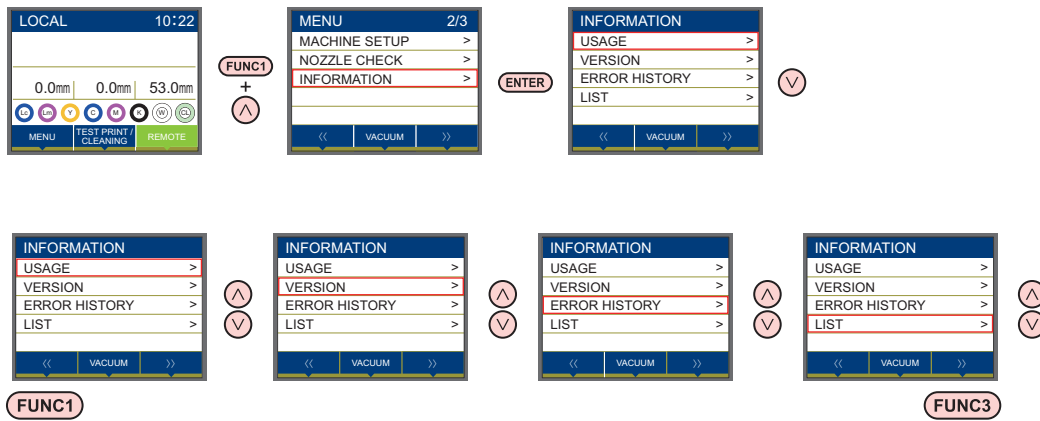 LOCAL 10:22
0.0mm 0.0mm 53.0mm
Lc Lm Y C M K W CL
MENU TEST PRINT / CLEANING REMOTE
FUNC1
+
MENU 2/3
MACHINE SETUP >
NOZZLE CHECK >
INFORMATION >
<< VACUUM >>
ENTER
INFORMATION
USAGE >
VERSION >
ERROR HISTORY >
LIST >
<< VACUUM >>
INFORMATION
USAGE >
VERSION >
ERROR HISTORY >
LIST >
<< VACUUM >>
FUNC1
INFORMATION
USAGE >
VERSION >
ERROR HISTORY >
LIST >
<< VACUUM >>
INFORMATION
USAGE >
VERSION >
ERROR HISTORY >
LIST >
<< VACUUM >>
INFORMATION
USAGE >
VERSION >
ERROR HISTORY >
LIST >
<< VACUUM >>
FUNC3